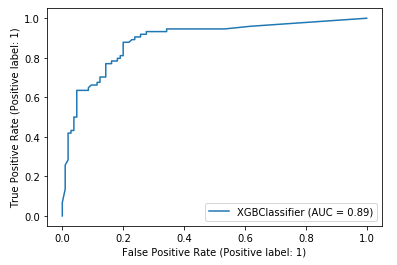 1.0
0.8
0.6
0.4
0.2
0.0
True Positive Rate (Positive label: 1)
XGBClassifier (AUC = 0.89)
0.0 0.2 0.4 0.6 0.8 1.0
False Positive Rate (Positive label: 1)